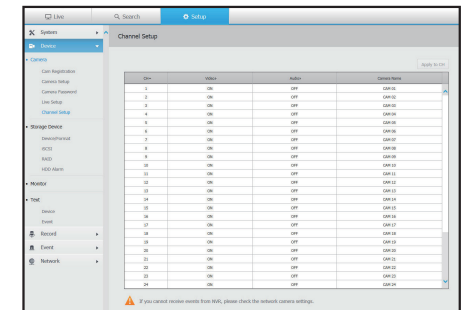 Live
Search
Setup
System
Device
Camera
Cam Registration
Camera Setup
Camera Password
Live Setup
Channel Setup
Storage Device
Device/Format
iSCSI
RAID
HDD Alarm
Monitor
Text
Device
Event
Record
Event
Network
Channel Setup
Apply to Ch
CH Video Audio Camera Name
1 ON OFF CAM 01
2 ON OFF CAM 02
3 ON OFF CAM 03
4 ON OFF CAM 04
5 ON OFF CAM 05
6 ON OFF CAM 06
7 ON OFF CAM 07
8 ON OFF CAM 08
9 ON OFF CAM 09
10 ON OFF CAM 10
11 ON OFF CAM 11
12 ON OFF CAM 12
13 ON OFF CAM 13
14 ON OFF CAM 14
15 ON OFF CAM 15
16 ON OFF CAM 16
17 ON OFF CAM 17
18 ON OFF CAM 18
19 ON OFF CAM 19
20 ON OFF CAM 20
21 ON OFF CAM 21
22 ON OFF CAM 22
23 ON OFF CAM 23
24 ON OFF CAM 24
If you cannot receive events from NVR, please check the network camera settings.